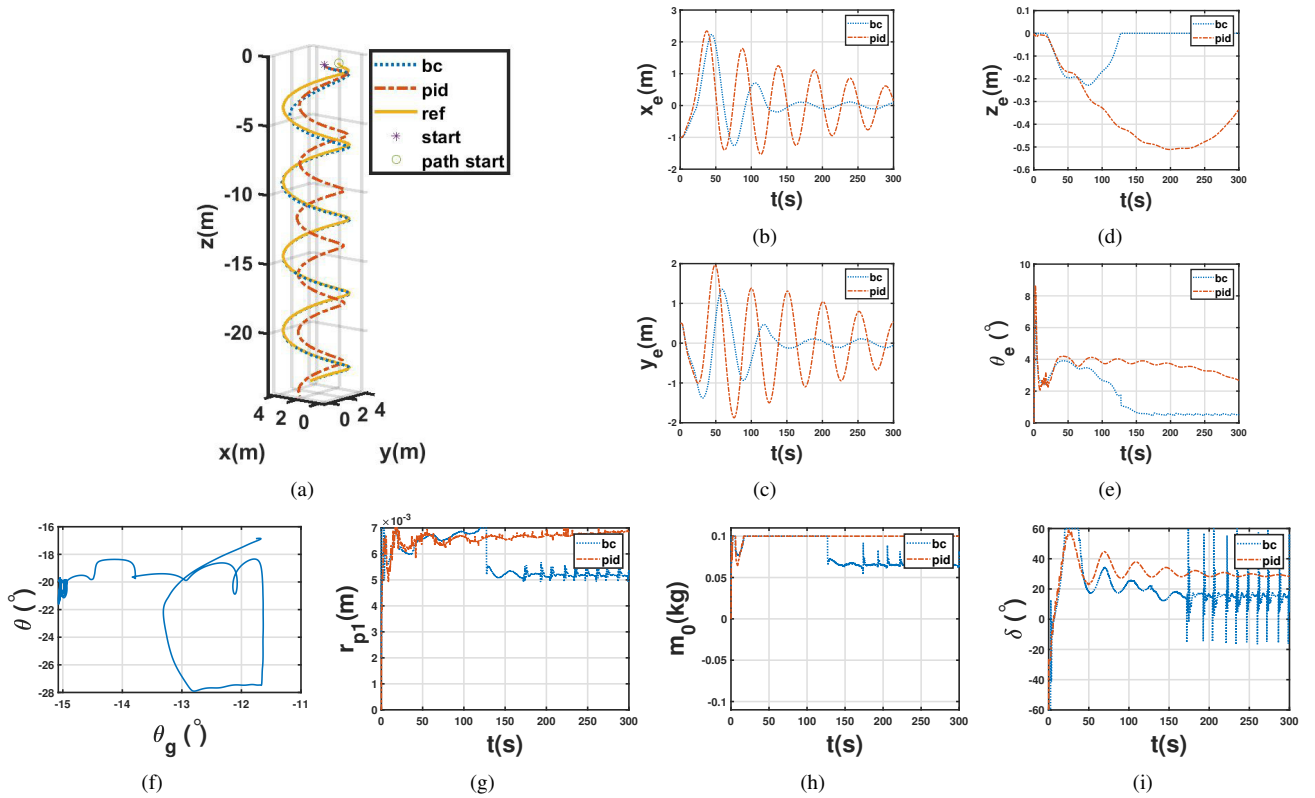 0
-5
-10
-15
-20
z(m)
4
2
0
0
2
4
x(m)
y(m)
bc
pid
ref
start
path start
(a)
3
2
1
0
-1
-2
x_e(m)
0 50 100 150 200 250 300
t(s)
bc
pid
(b)
0
-0.1
-0.2
-0.3
-0.4
-0.5
-0.6
z_e(m)
0 50 100 150 200 250 300
t(s)
bc
pid
(d)
2
1
0
-1
-2
y_e(m)
0 50 100 150 200 250 300
t(s)
bc
pid
(c)
10
8
6
4
2
0
θ_e (°)
0 50 100 150 200 250 300
t(s)
bc
pid
(e)
-16
-18
-20
-22
-24
-26
-28
θ (°)
-15 -14 -13 -12 -11
θ_g (°)
(f)
×10^-3
7
6
5
4
3
2
1
0
r_p1(m)
0 50 100 150 200 250 300
t(s)
bc
pid
(g)
0.1
0.05
0
-0.05
-0.1
m_0(kg)
0 50 100 150 200 250 300
t(s)
bc
pid
(h)
60
40
20
0
-20
-40
-60
δ (°)
0 50 100 150 200 250 300
t(s)
bc
pid
(i)